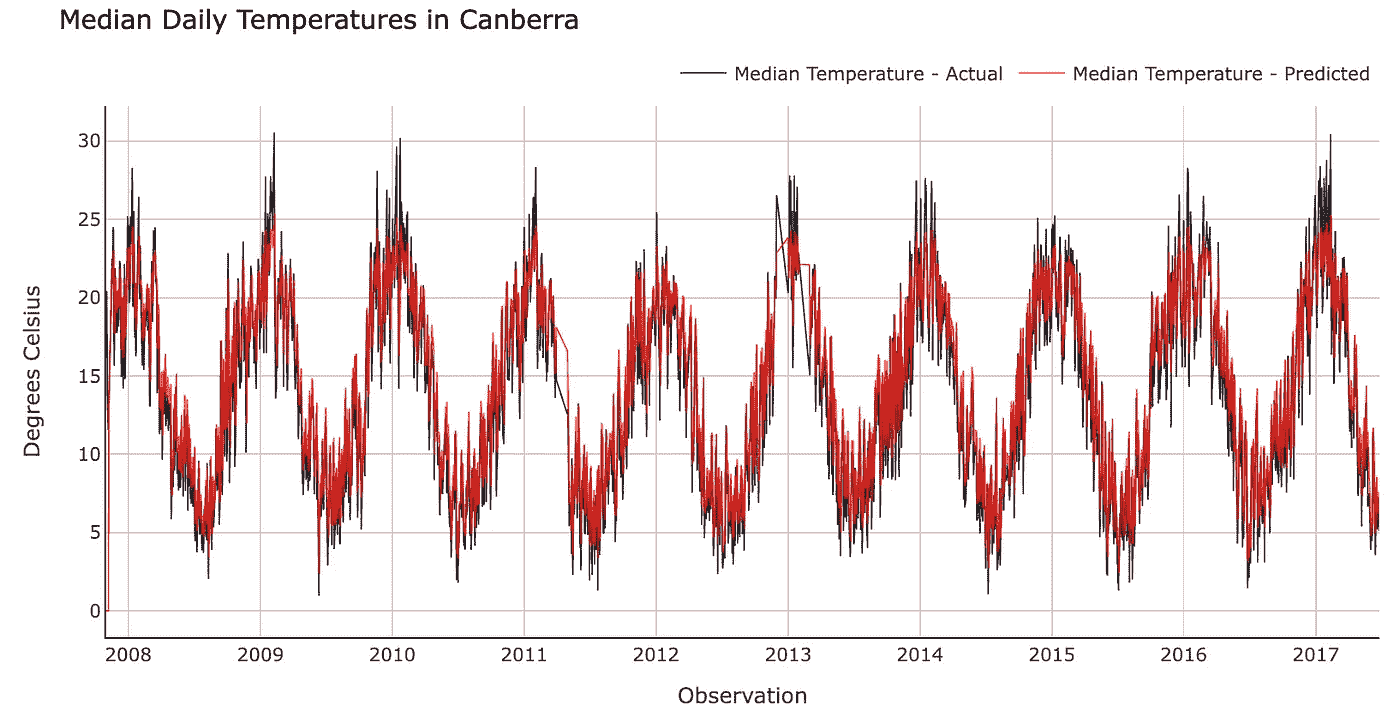 Median Daily Temperatures in Canberra
Median Temperature - Actual Median Temperature - Predicted
30
25
20
15
10
5
0
Degrees Celsius
2008 2009 2010 2011 2012 2013 2014 2015 2016 2017
Observation